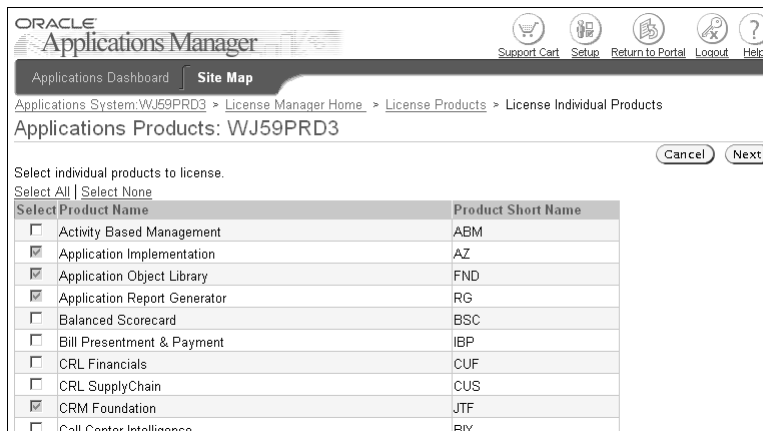 ORACLE
Applications Manager
Support Cart Setup Return to Portal Logout Help
Applications Dashboard Site Map
Applications System:WJ59PRD3 > License Manager Home > License Products > License Individual Products
Applications Products: WJ59PRD3
Cancel Next
Select individual products to license.
Select All | Select None
Select Product Name Product Short Name
Activity Based Management ABM
Application Implementation AZ
Application Object Library FND
Application Report Generator RG
Balanced Scorecard BSC
Bill Presentment & Payment IBP
CRL Financials CUF
CRL SupplyChain CUS
CRM Foundation JTF
Call Center Intelligence BIX